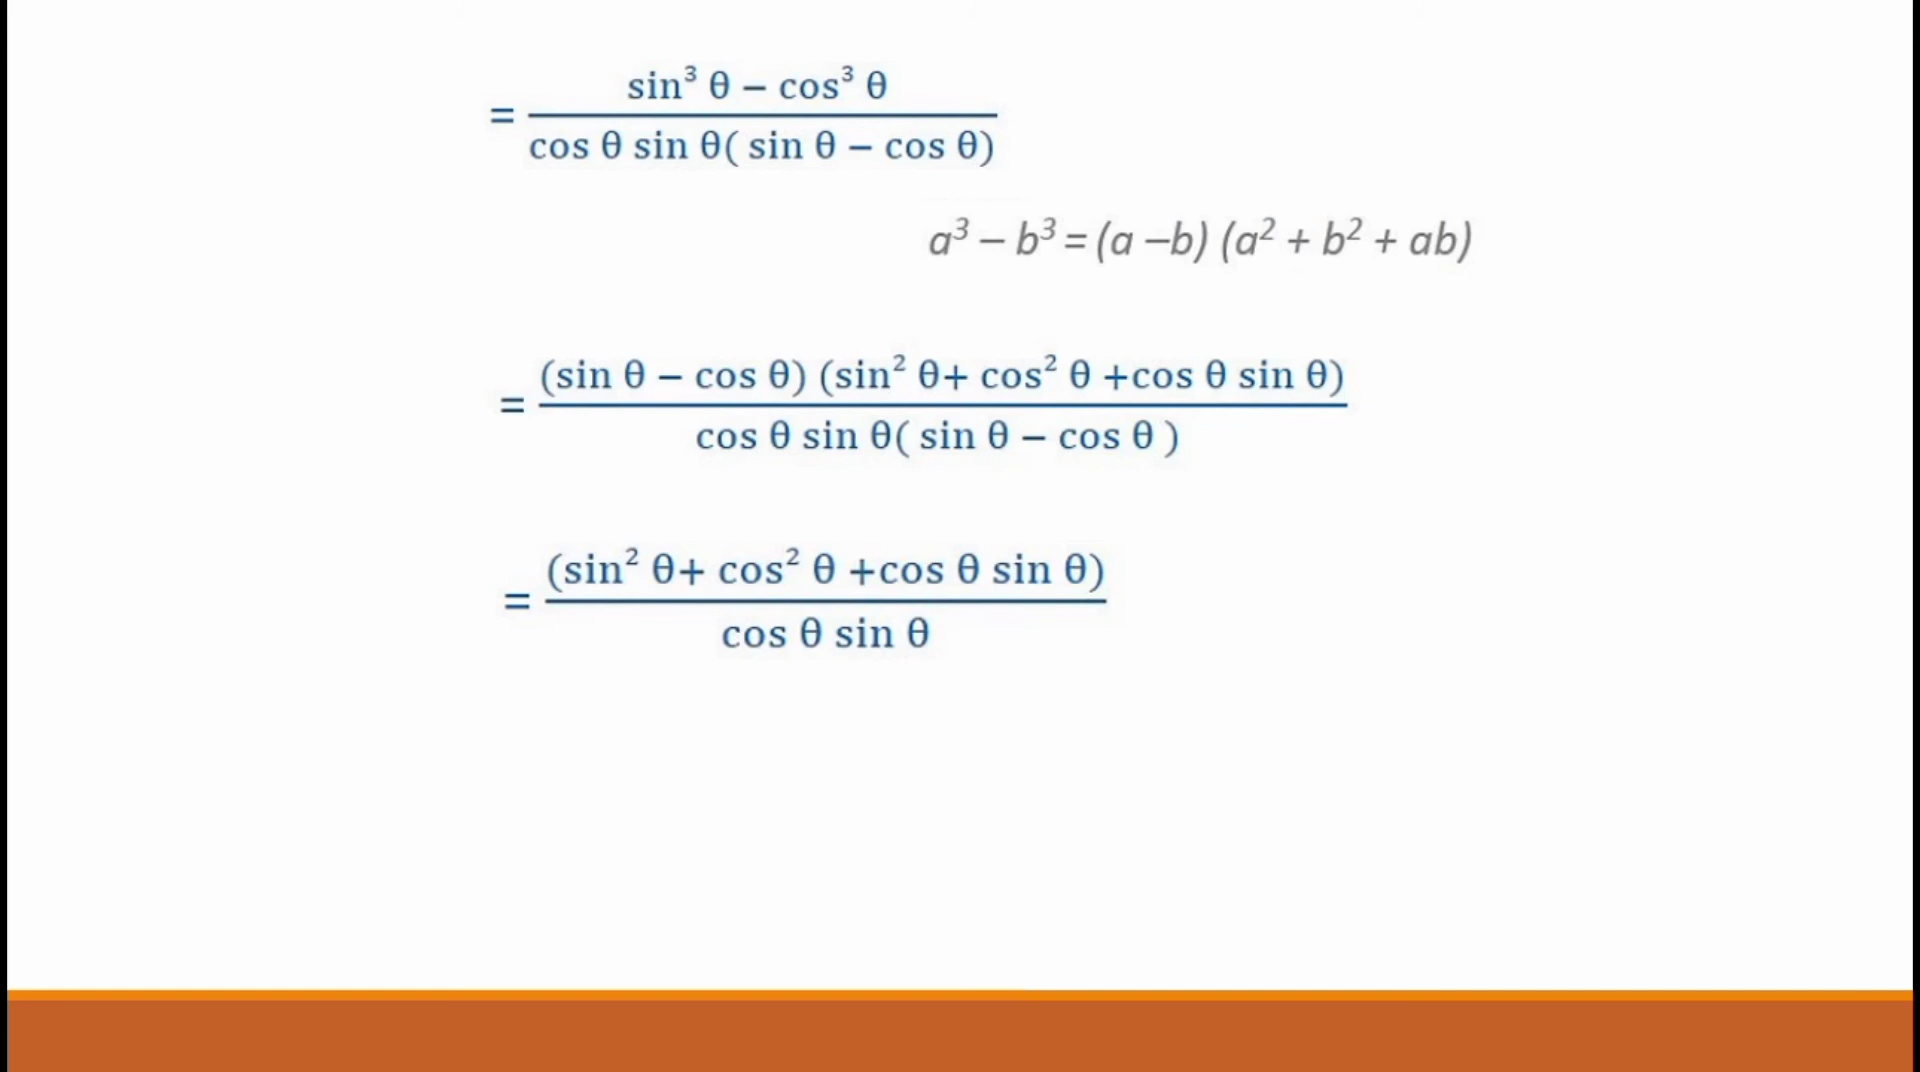 = sin³ θ − cos³ θ / cos θ sin θ( sin θ − cos θ)
a³ – b³ = (a –b) (a² + b² + ab)
= (sin θ − cos θ) (sin² θ+ cos² θ +cos θ sin θ) / cos θ sin θ( sin θ − cos θ )
= (sin² θ+ cos² θ +cos θ sin θ) / cos θ sin θ